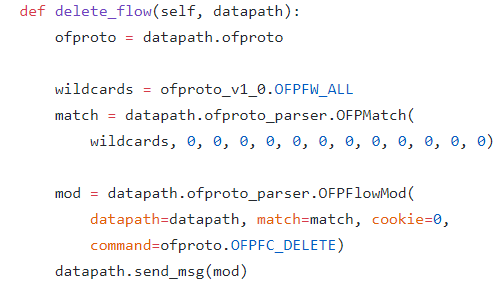 def delete_flow(self, datapath):
    ofproto = datapath.ofproto

    wildcards = ofproto_v1_0.OFPFW_ALL
    match = datapath.ofproto_parser.OFPMatch(
        wildcards, 0, 0, 0, 0, 0, 0, 0, 0, 0, 0, 0, 0)

    mod = datapath.ofproto_parser.OFPFlowMod(
        datapath=datapath, match=match, cookie=0,
        command=ofproto.OFPFC_DELETE)
    datapath.send_msg(mod)